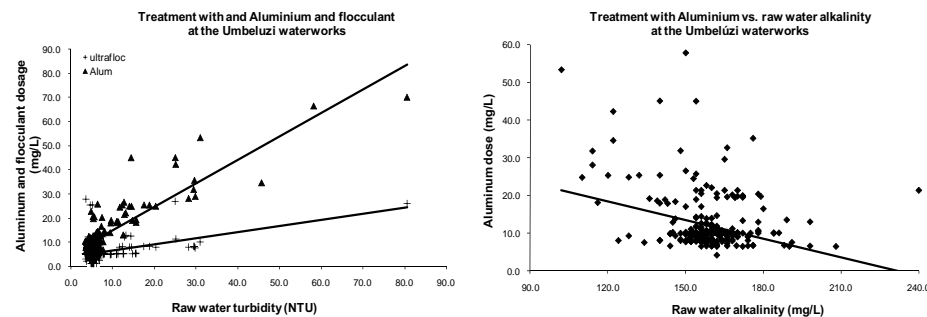 Treatment with and Aluminium and flocculant
at the Umbeluzi waterworks
Aluminum and flocculant dosage
(mg/L)
90.0
80.0
70.0
60.0
50.0
40.0
30.0
20.0
10.0
0.0
ultrafloc
Alum
0.0 10.0 20.0 30.0 40.0 50.0 60.0 70.0 80.0 90.0
Raw water turbidity (NTU)
Treatment with Aluminium vs. raw water alkalinity
at the Umbelúzi waterworks
Aluminum dose (mg/L)
60.0
50.0
40.0
30.0
20.0
10.0
0.0
90.0 120.0 150.0 180.0 210.0 240.0
Raw water alkalinity (mg/L)